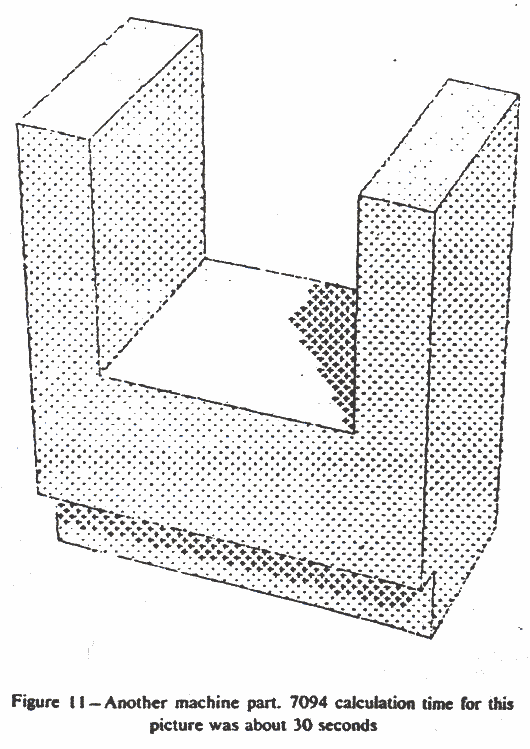 Figure 11—Another machine part. 7094 calculation time for this
picture was about 30 seconds